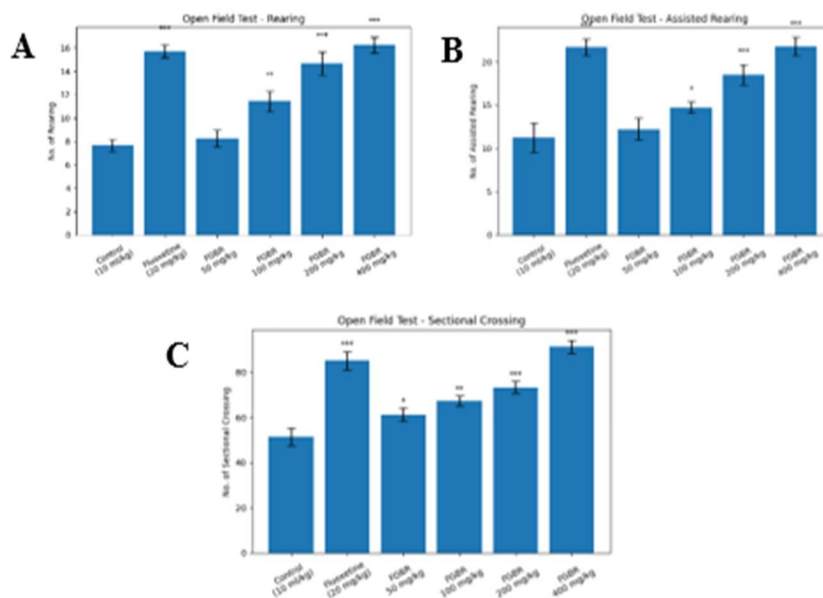 A
Open Field Test - Rearing
No. of Rearing
16
14
12
10
8
6
4
2
0
***
**
***
***
Control
(10 ml/kg)
Fluoxetine
(20 mg/kg)
FGBR
50 mg/kg
FGBR
100 mg/kg
FGBR
200 mg/kg
FGBR
400 mg/kg
B
Open Field Test - Assisted Rearing
No. of Assisted Rearing
20
15
10
5
0
*
***
***
Control
(10 ml/kg)
Fluoxetine
(20 mg/kg)
FGBR
50 mg/kg
FGBR
100 mg/kg
FGBR
200 mg/kg
FGBR
400 mg/kg
C
Open Field Test - Sectional Crossing
No. of Sectional Crossing
80
60
40
20
0
***
*
**
***
***
Control
(10 ml/kg)
Fluoxetine
(20 mg/kg)
FGBR
50 mg/kg
FGBR
100 mg/kg
FGBR
200 mg/kg
FGBR
400 mg/kg